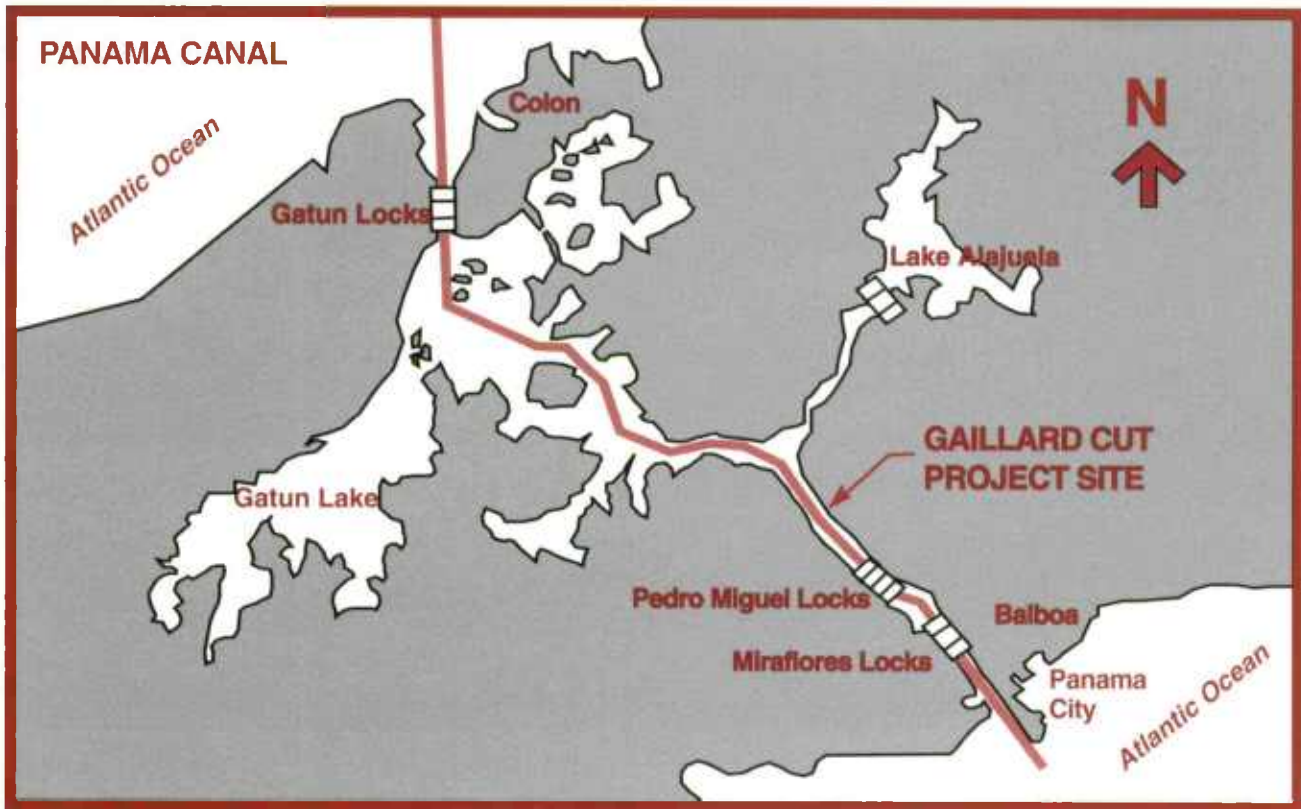 PANAMA CANAL
Atlantic Ocean
Colon
N
Gatun Locks
Lake Alajuala
GAILLARD CUT
PROJECT SITE
Gatun Lake
Pedro Miguel Locks
Balboa
Miraflores Locks
Panama
City
Atlantic Ocean